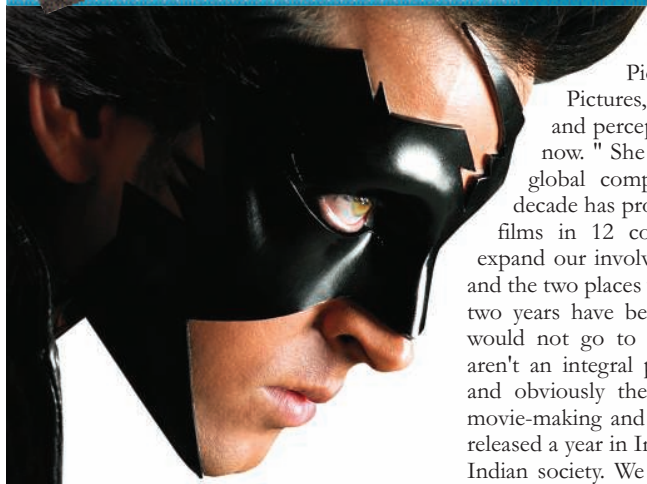 Pictures,
and percep
now. " She
global comp
decade has pro
films in 12 co
expand our involv
and the two places
two years have be
would not go to
aren't an integral p
and obviously the
movie-making and
released a year in In
Indian society. We